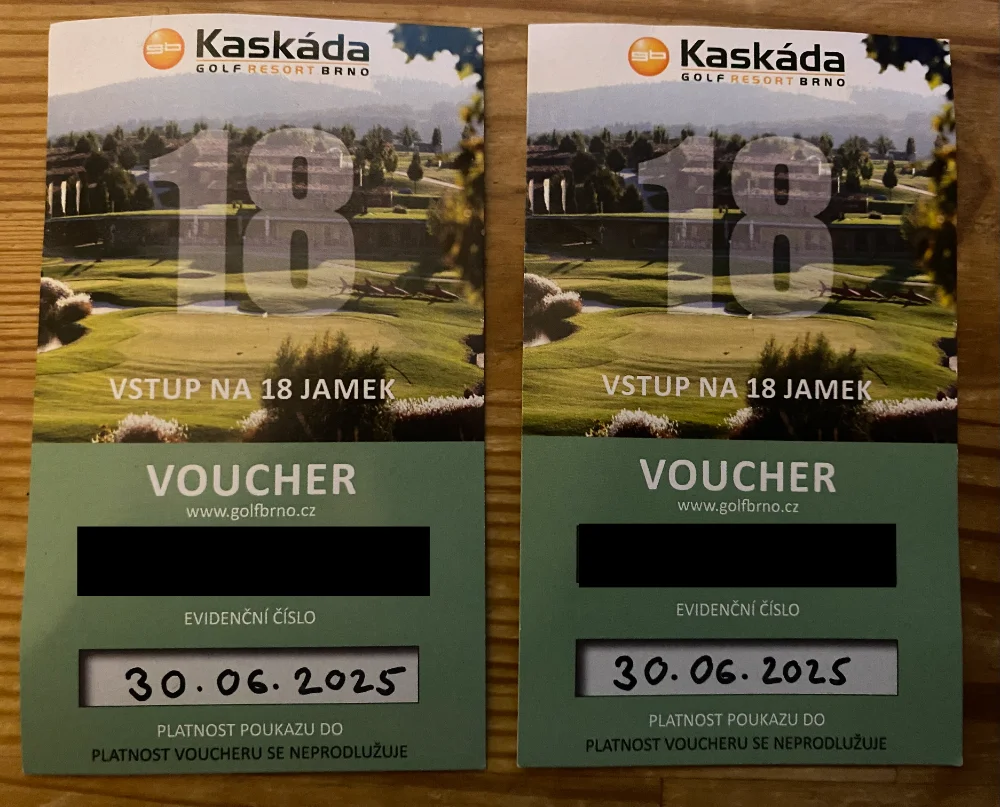 gb Kaskáda
GOLF RESORT BRNO
18
VSTUP NA 18 JAMEK
VOUCHER
www.golfbrno.cz
EVIDENČNÍ ČÍSLO
30.06.2025
PLATNOST POUKAZU DO
PLATNOST VOUCHERU SE NEPRODLUŽUJE
gb Kaskáda
GOLF RESORT BRNO
18
VSTUP NA 18 JAMEK
VOUCHER
www.golfbrno.cz
EVIDENČNÍ ČÍSLO
30.06.2025
PLATNOST POUKAZU DO
PLATNOST VOUCHERU SE NEPRODLUŽUJE